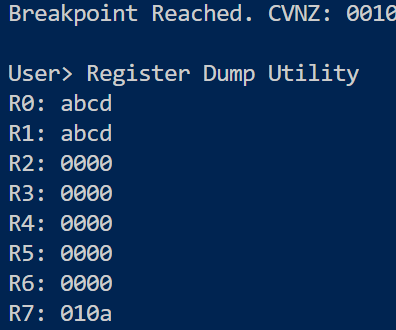 Breakpoint Reached. CVNZ: 0010
User> Register Dump Utility
R0: abcd
R1: abcd
R2: 0000
R3: 0000
R4: 0000
R5: 0000
R6: 0000
R7: 010a